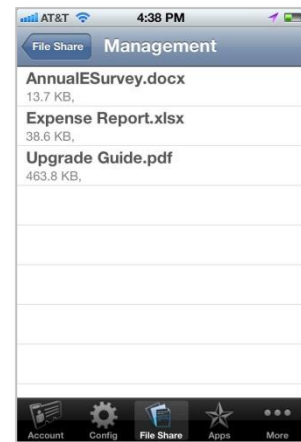 AT&T 4:38 PM
File Share Management
AnnualESurvey.docx
13.7 KB,
Expense Report.xlsx
38.6 KB,
Upgrade Guide.pdf
463.8 KB,
Account Config File Share Apps More